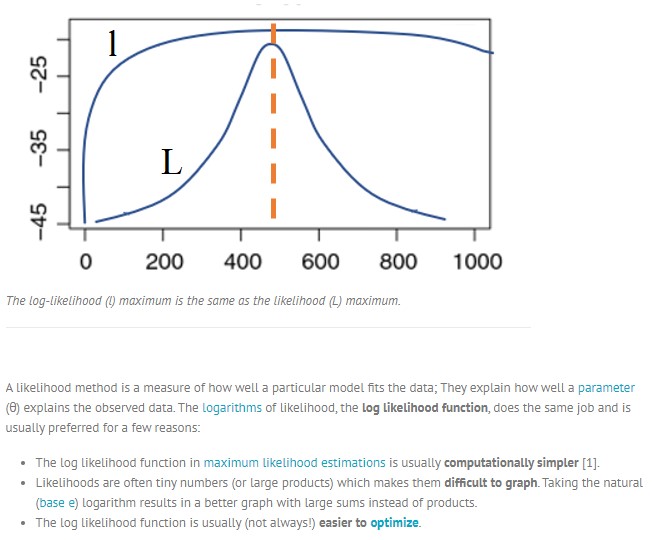 l
-25
-35
L
-45
0 200 400 600 800 1000
The log-likelihood (l) maximum is the same as the likelihood (L) maximum.
A likelihood method is a measure of how well a particular model fits the data; They explain how well a parameter
(θ) explains the observed data. The logarithms of likelihood, the log likelihood function, does the same job and is
usually preferred for a few reasons:
• The log likelihood function in maximum likelihood estimations is usually computationally simpler [1].
• Likelihoods are often tiny numbers (or large products) which makes them difficult to graph. Taking the natural
(base e) logarithm results in a better graph with large sums instead of products.
• The log likelihood function is usually (not always!) easier to optimize.